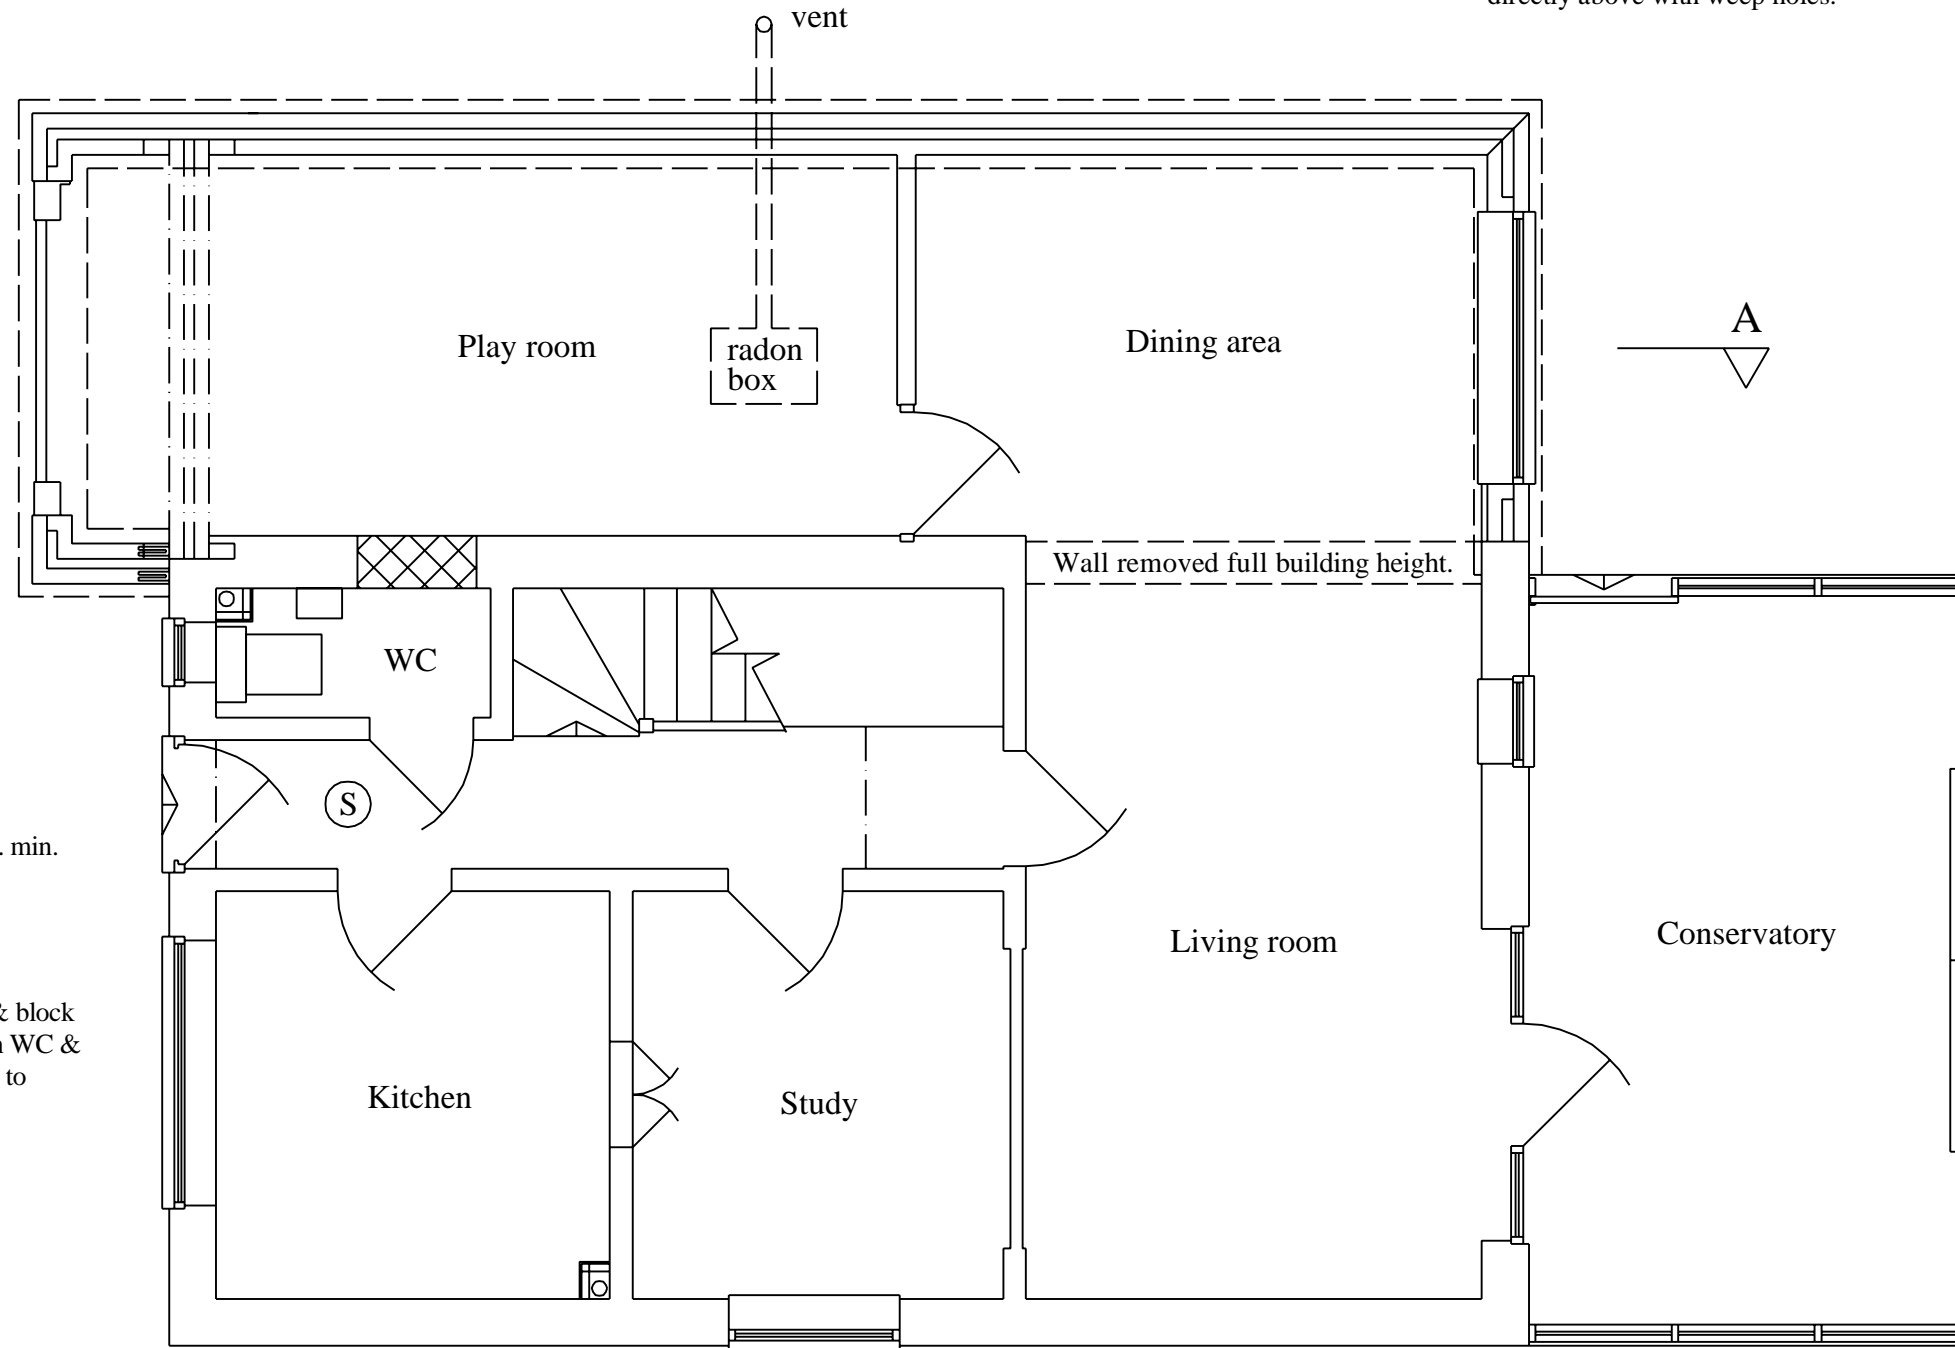 vent
directly above with weep holes.
A
Play room
radon
box
Dining area
Wall removed full building height.
WC
S
. min.
Living room
Conservatory
& block
WC &
to
Kitchen
Study